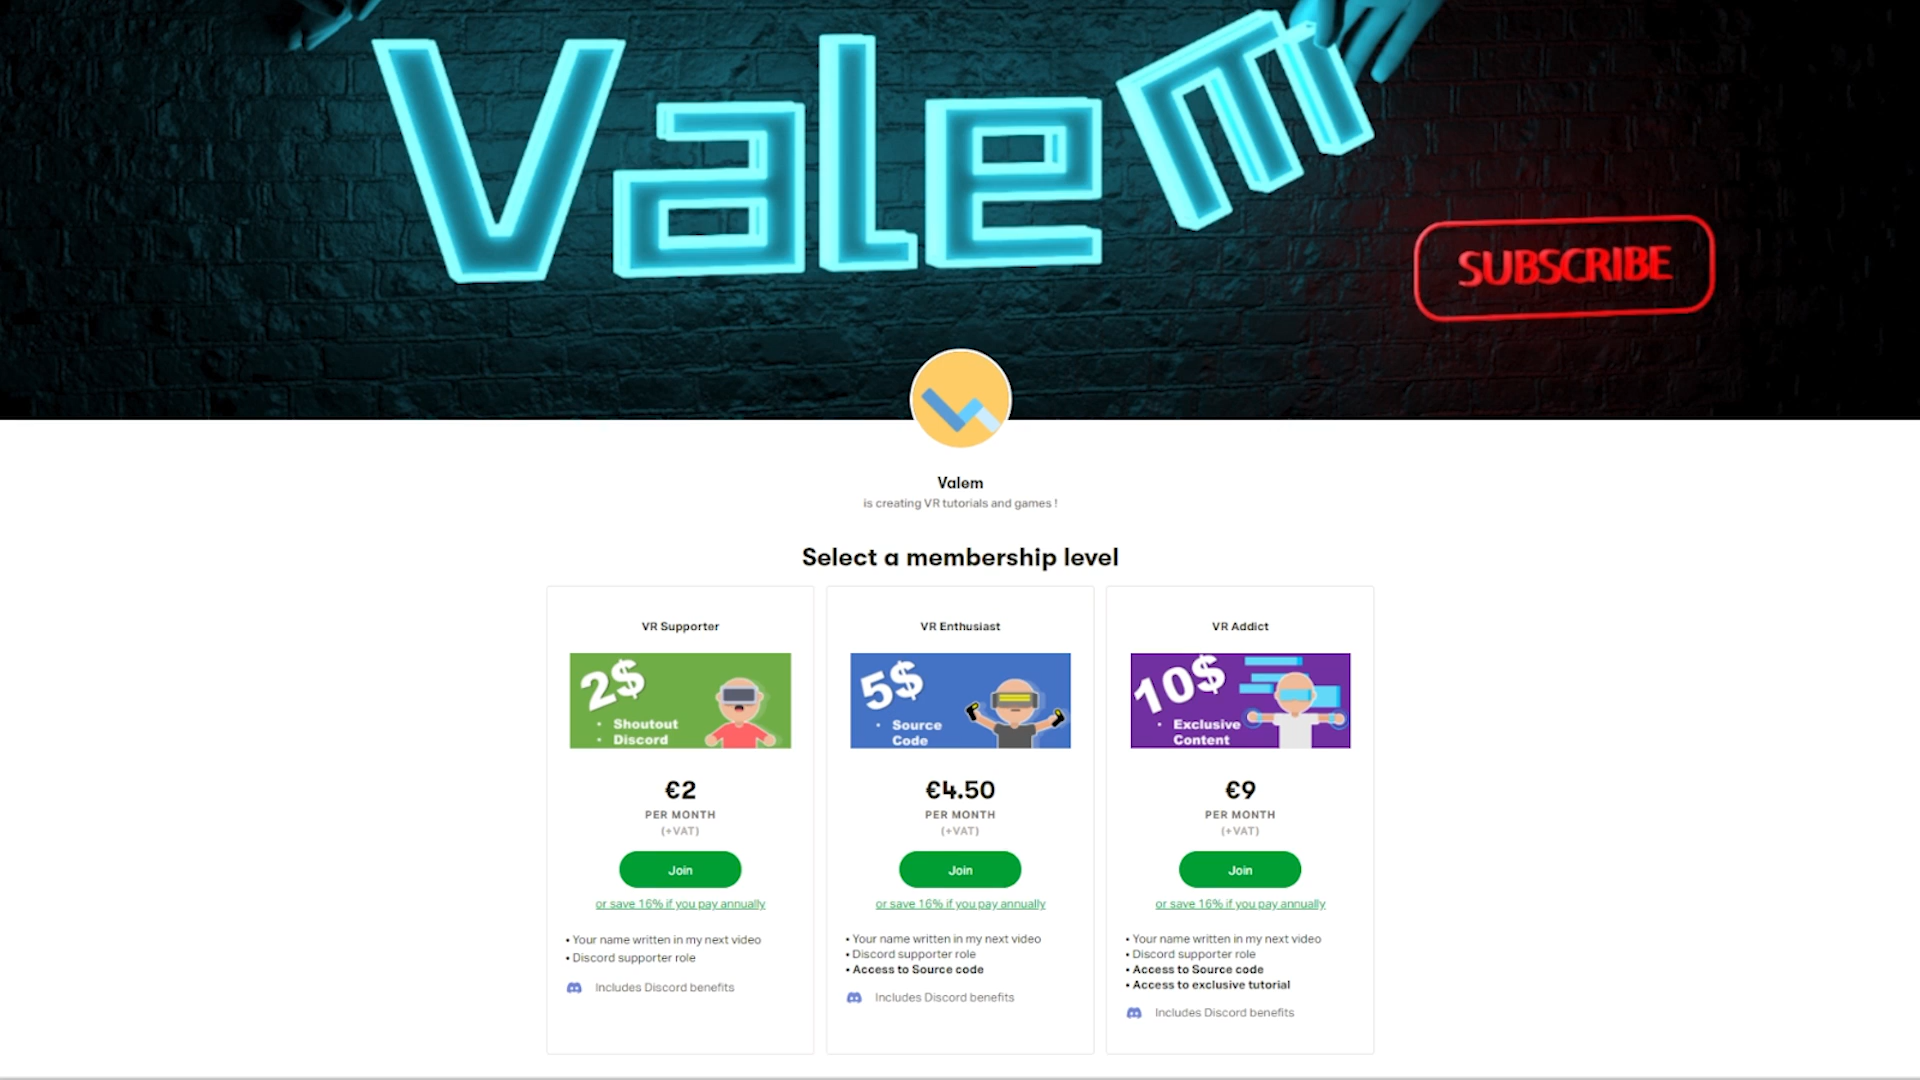 Valem
SUBSCRIBE
Valem
is creating VR tutorials and games !
Select a membership level
VR Supporter
2$
• Shoutout
• Discord
€2
PER MONTH
(+VAT)
Join
or save 16% if you pay annually
• Your name written in my next video
• Discord supporter role
Includes Discord benefits
VR Enthusiast
5$
• Source
Code
€4.50
PER MONTH
(+VAT)
Join
or save 16% if you pay annually
• Your name written in my next video
• Discord supporter role
• Access to Source code
Includes Discord benefits
VR Addict
10$
• Exclusive
Content
€9
PER MONTH
(+VAT)
Join
or save 16% if you pay annually
• Your name written in my next video
• Discord supporter role
• Access to Source code
• Access to exclusive tutorial
Includes Discord benefits